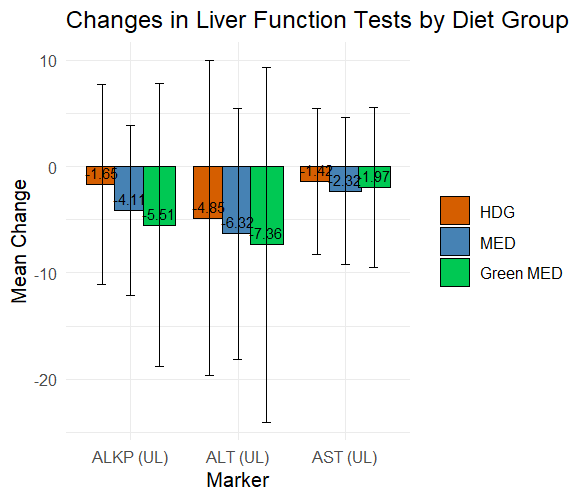 Changes in Liver Function Tests by Diet Group
10
0
-10
-20
Mean Change
-1.65
-4.11
-5.51
-4.85
-6.32
-7.36
-1.42
-2.32
-1.97
ALKP (UL)
ALT (UL)
AST (UL)
Marker
HDG
MED
Green MED